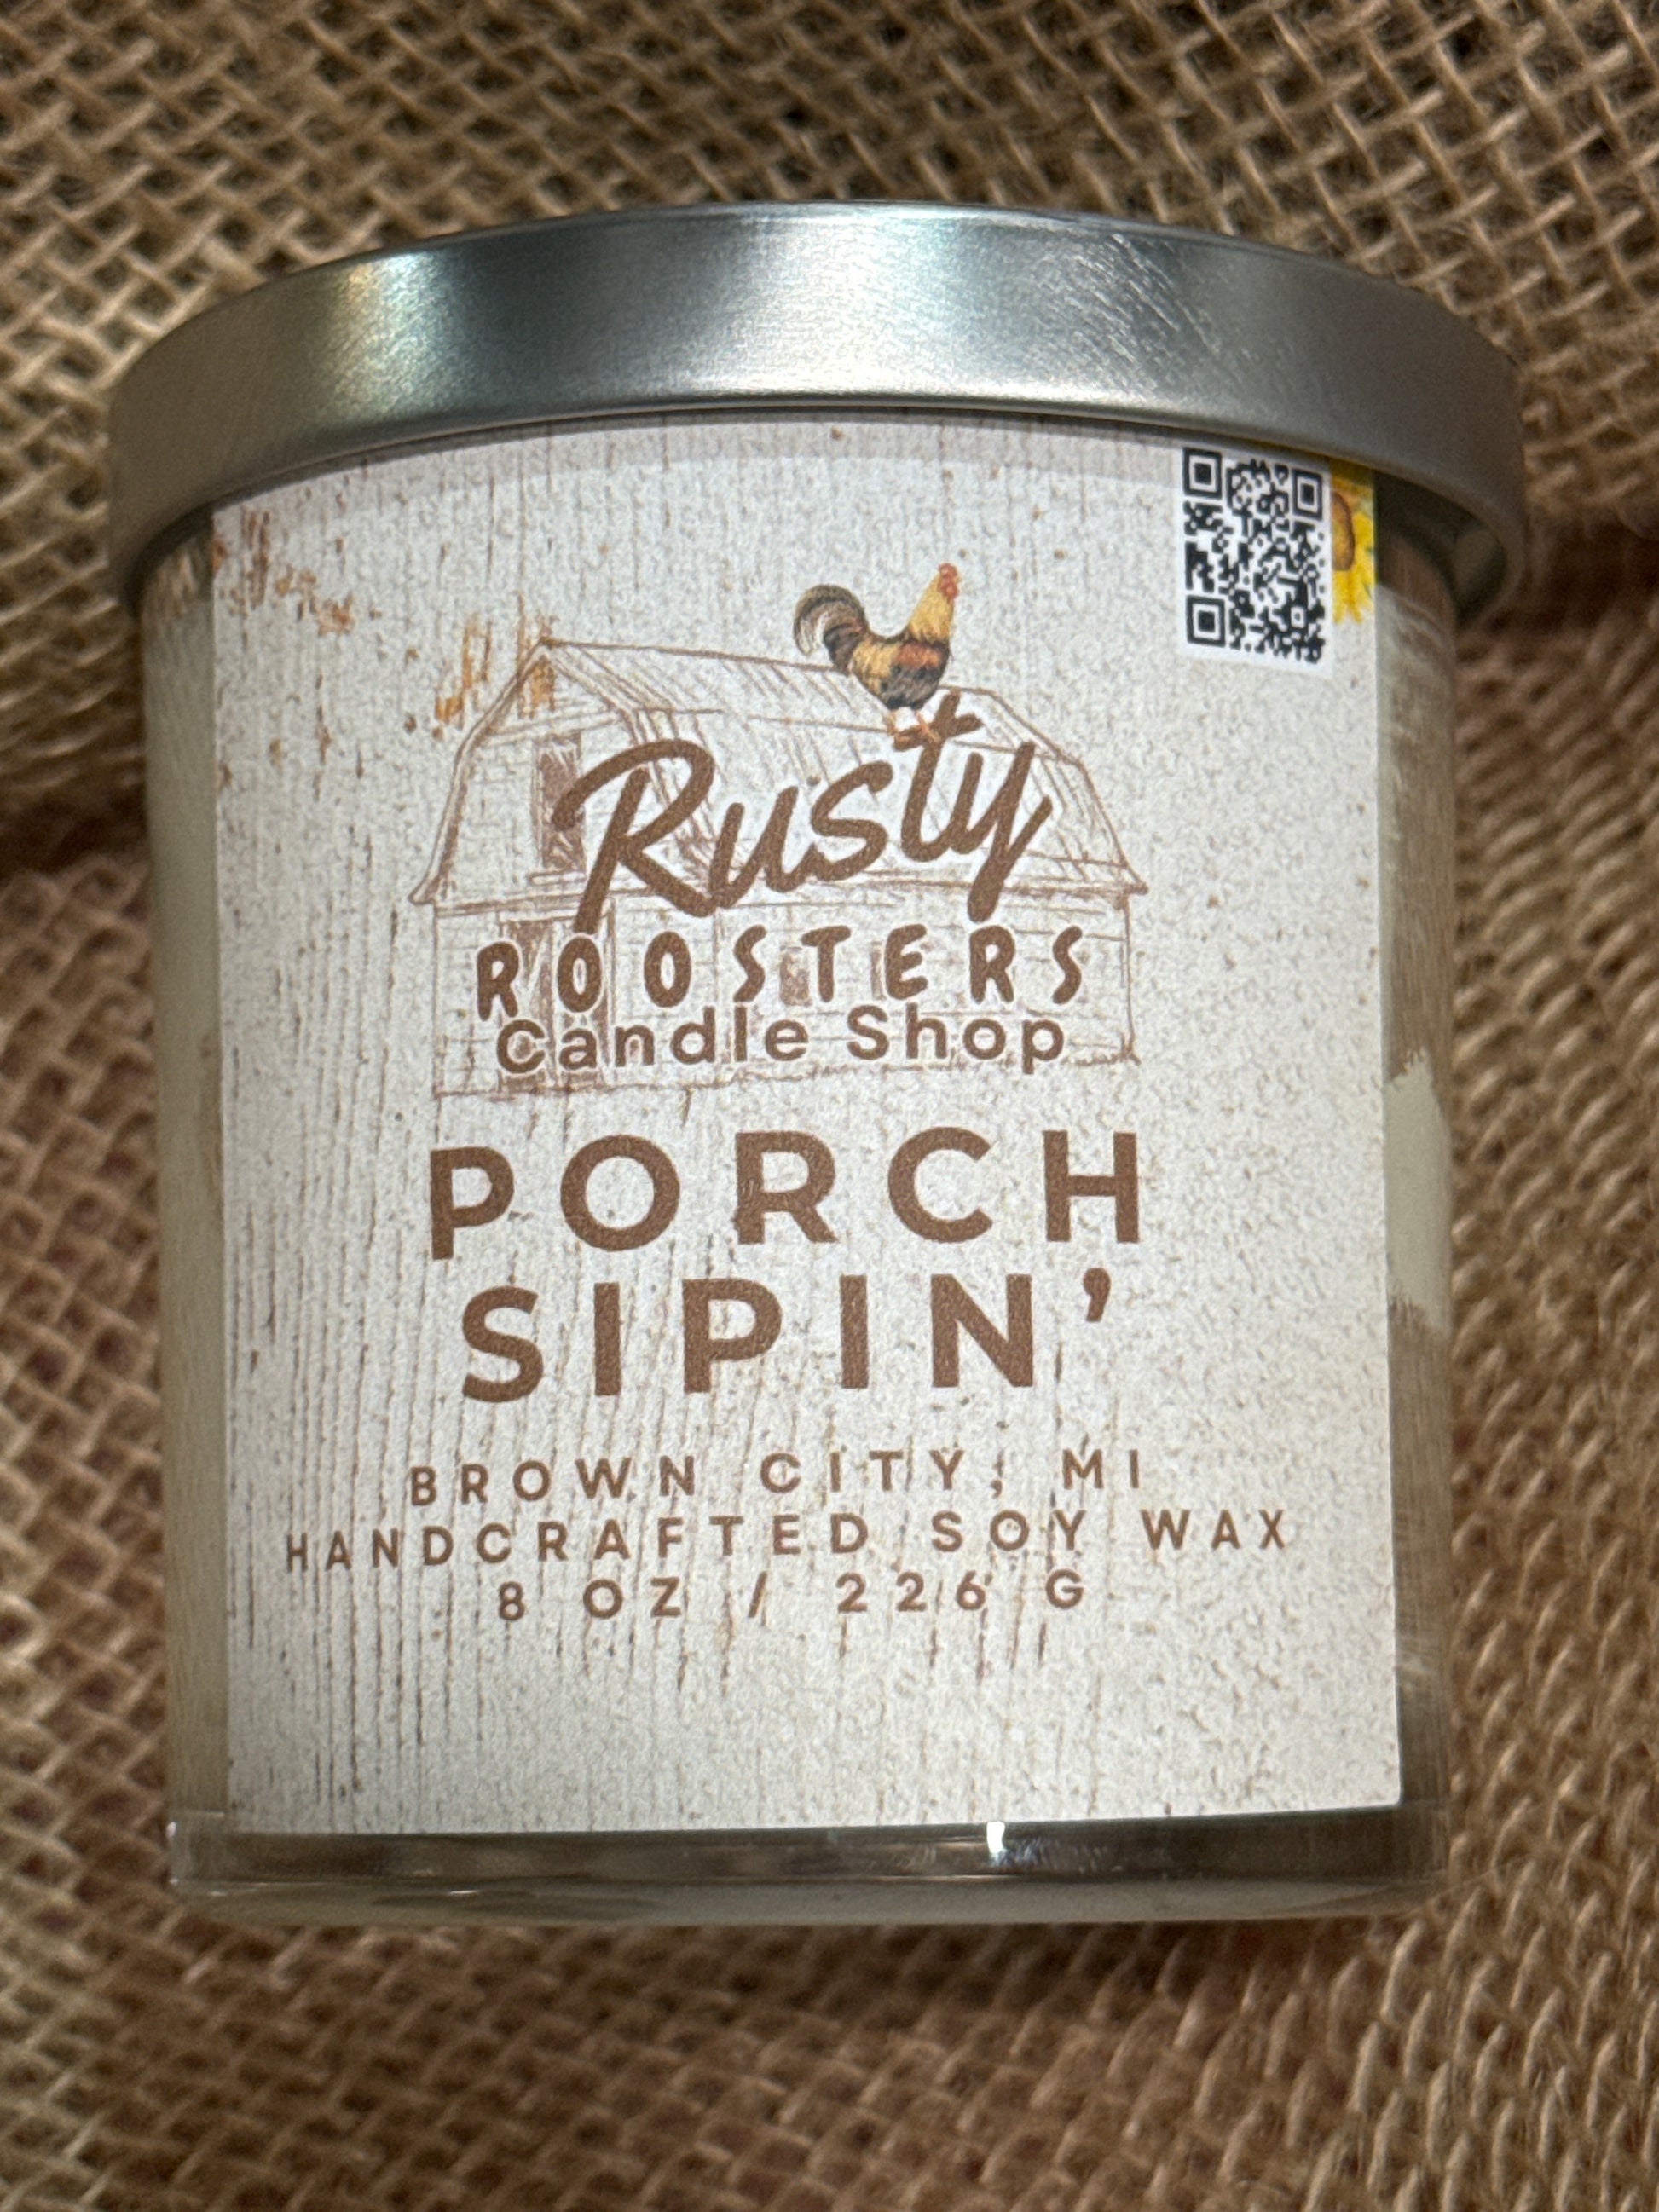 Rusty
ROOSTERS
Candle Shop
PORCH
SIPIN’
BROWN CITY, MI
HANDCRAFTED SOY WAX
8 OZ / 226 G